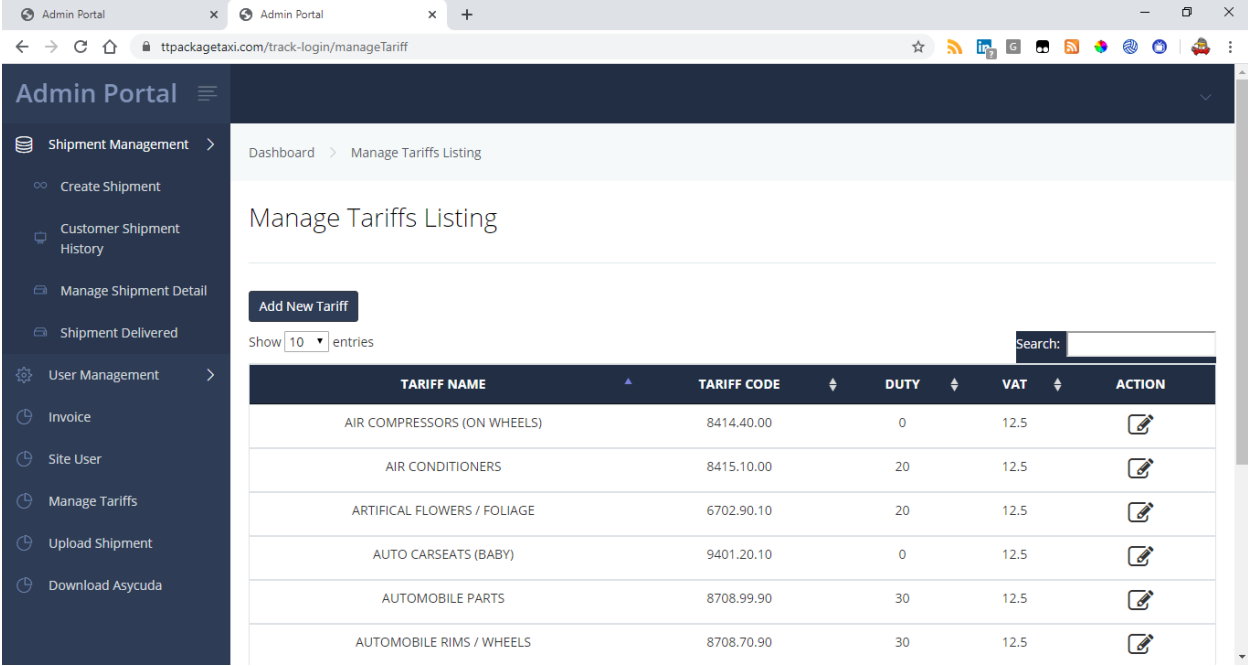 Admin Portal
Admin Portal
ttpackagetaxi.com/track-login/manageTariff
Admin Portal
Shipment Management
Create Shipment
Customer Shipment
History
Manage Shipment Detail
Shipment Delivered
User Management
Invoice
Site User
Manage Tariffs
Upload Shipment
Download Asycuda
Dashboard > Manage Tariffs Listing
Manage Tariffs Listing
Add New Tariff
Show 10 entries
Search:
TARIFF NAME TARIFF CODE DUTY VAT ACTION
AIR COMPRESSORS (ON WHEELS) 8414.40.00 0 12.5
AIR CONDITIONERS 8415.10.00 20 12.5
ARTIFICAL FLOWERS / FOLIAGE 6702.90.10 20 12.5
AUTO CARSEATS (BABY) 9401.20.10 0 12.5
AUTOMOBILE PARTS 8708.99.90 30 12.5
AUTOMOBILE RIMS / WHEELS 8708.70.90 30 12.5